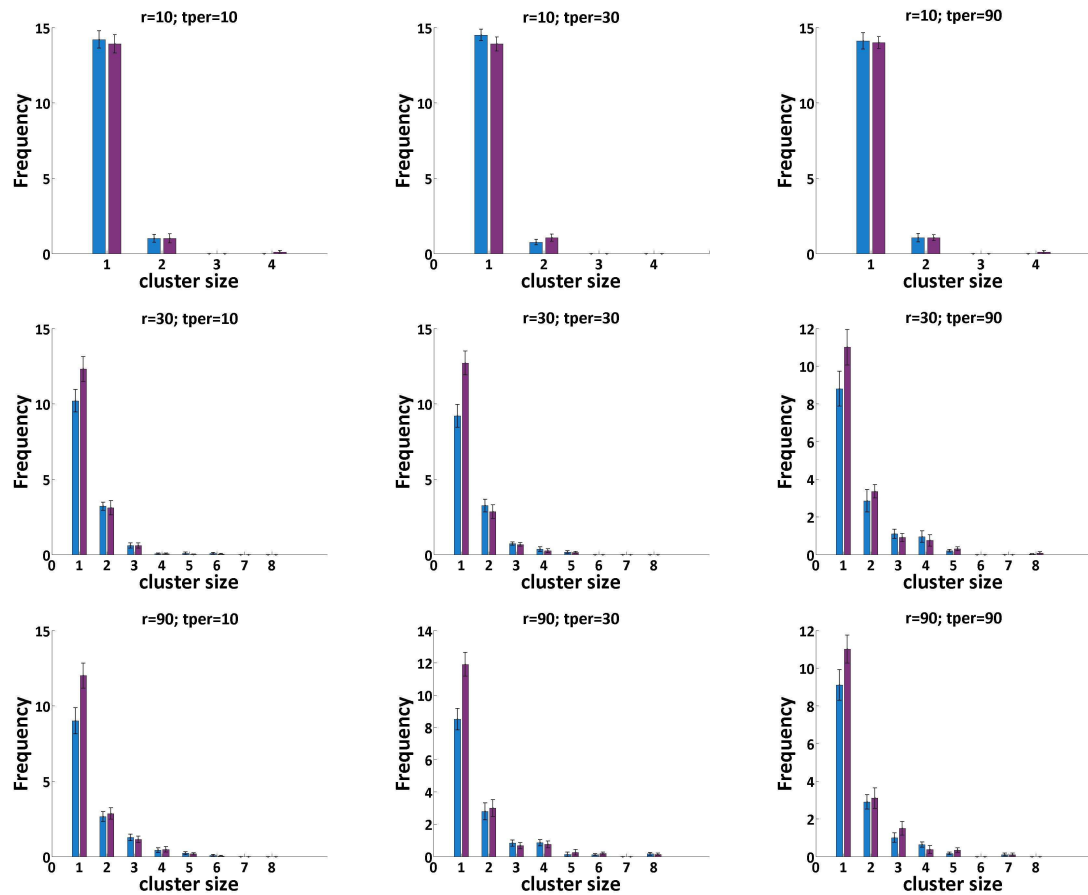 r=10; tper=10
15
10
5
0
Frequency
1 2 3 4
cluster size
r=10; tper=30
15
10
5
0
Frequency
0 1 2 3 4
cluster size
r=10; tper=90
15
10
5
0
Frequency
1 2 3 4
cluster size
r=30; tper=10
15
10
5
0
Frequency
0 1 2 3 4 5 6 7 8
cluster size
r=30; tper=30
15
10
5
0
Frequency
0 1 2 3 4 5 6 7 8
cluster size
r=30; tper=90
12
10
8
6
4
2
0
Frequency
0 1 2 3 4 5 6 7 8
cluster size
r=90; tper=10
15
10
5
0
Frequency
0 1 2 3 4 5 6 7 8
cluster size
r=90; tper=30
14
12
10
8
6
4
2
0
Frequency
0 1 2 3 4 5 6 7 8
cluster size
r=90; tper=90
12
10
8
6
4
2
0
Frequency
0 1 2 3 4 5 6 7 8
cluster size